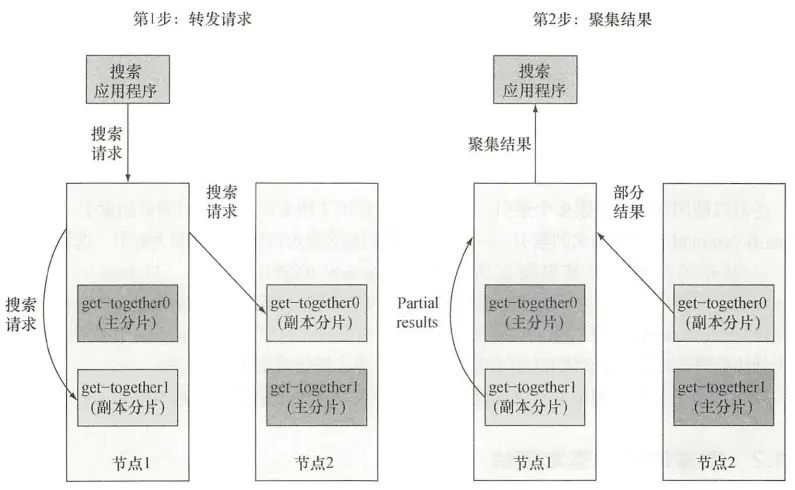 第1步：转发请求
搜索
应用程序
搜索
请求
搜索
请求
搜索
请求
get-together0
(主分片)
get-together1
(副本分片)
节点1
get-together0
(副本分片)
get-together1
(主分片)
节点2
第2步：聚集结果
搜索
应用程序
聚集结果
部分
结果
Partial
results
get-together0
(主分片)
get-together1
(副本分片)
节点1
get-together0
(副本分片)
get-together1
(主分片)
节点2